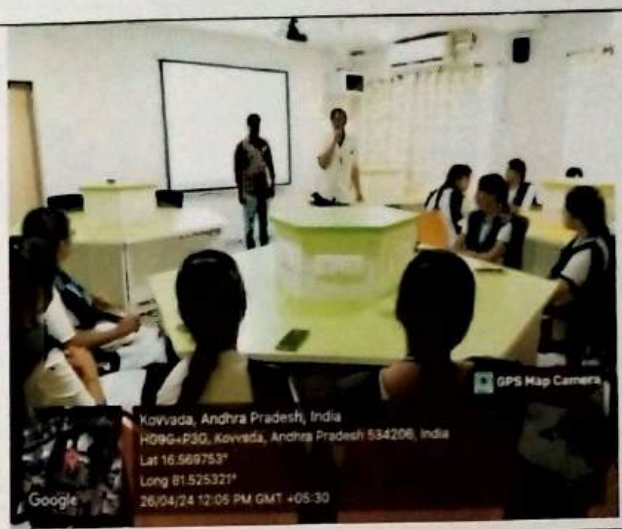 GPS Map Camera
Kovvada, Andhra Pradesh, India
HG9G+P3G, Kovvada, Andhra Pradesh 534206, India
Lat 16.569753°
Long 81.525321°
26/04/24 12:05 PM GMT +05:30
Google